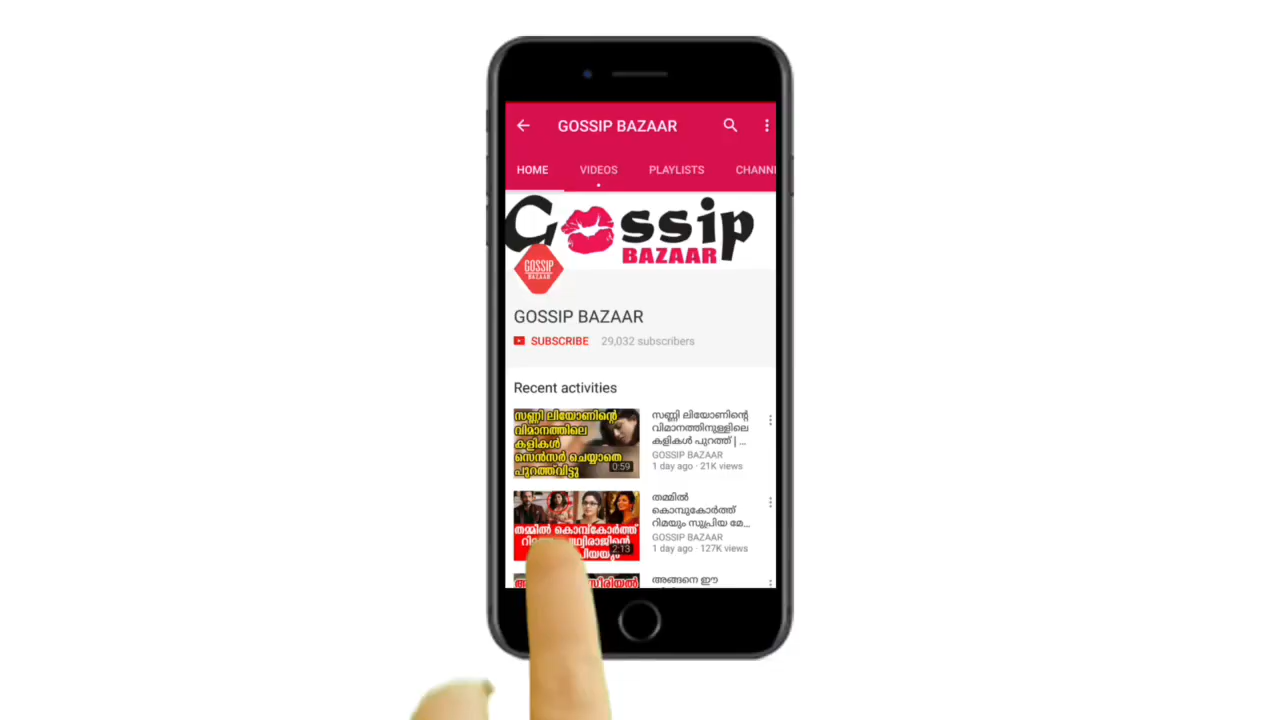 GOSSIP BAZAAR
HOME VIDEOS PLAYLISTS CHANN
Gossip
BAZAAR
GOSSIP
BAZAAR
GOSSIP BAZAAR
SUBSCRIBE 29,032 subscribers
Recent activities
സണ്ണി ലിയോണിന്റെ
വിമാനത്തിലെ
കളികൾ
സെൻസർ ചെയ്യാതെ
പുറത്ത്‌വിട്ടു
0:59
സണ്ണി ലിയോണിന്റെ
വിമാനത്തിനുള്ളിലെ
കളികൾ പുറത്ത് | ...
GOSSIP BAZAAR
1 day ago · 21K views
തമ്മിൽ കൊമ്പ്കോർത്ത്
2:13
തമ്മിൽ
കൊമ്പുകോർത്ത്
റിമയും സുപ്രിയ മേ...
GOSSIP BAZAAR
1 day ago · 127K views
അങ്ങനെ ഈ